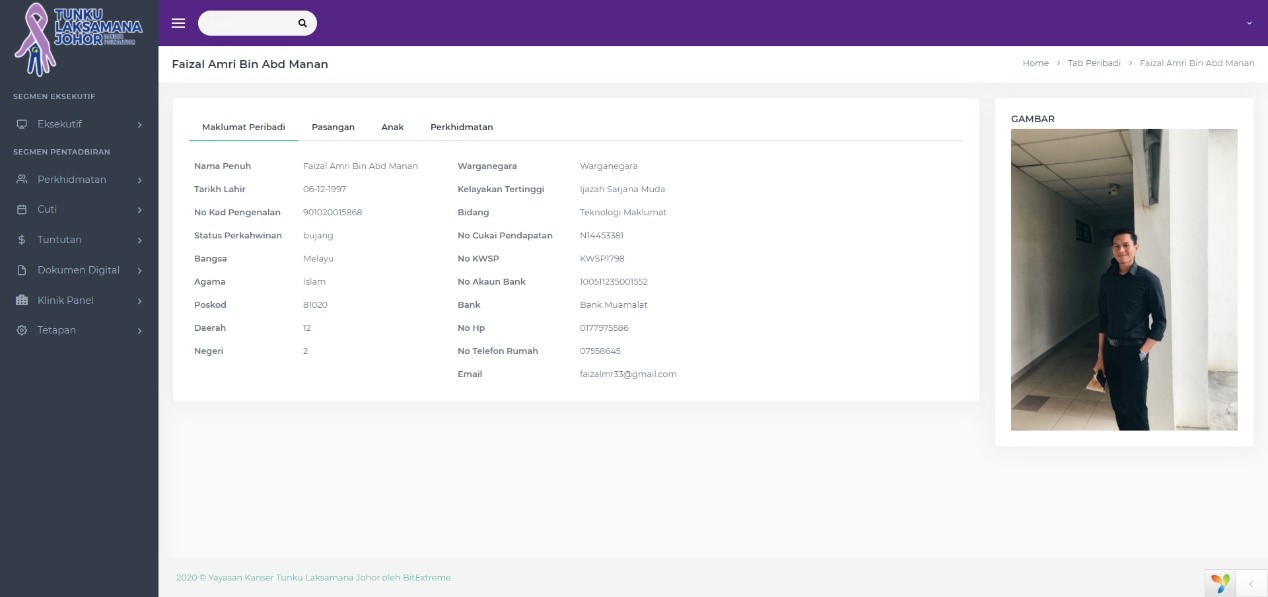 TUNKU
LAKSAMANA
JOHOR
Faizal Amri Bin Abd Manan
Home > Tab Peribadi > Faizal Amri Bin Abd Manan
SEGMEN EKSEKUTIF
Eksekutif
SEGMEN PENTADBIRAN
Perkhidmatan
Cuti
Tuntutan
Dokumen Digital
Klinik Panel
Tetapan
Maklumat Peribadi Pasangan Anak Perkhidmatan
Nama Penuh Faizal Amri Bin Abd Manan Warganegara Warganegara
Tarikh Lahir 06-12-1997 Kelayakan Tertinggi Ijazah Sarjana Muda
No Kad Pengenalan 901020015868 Bidang Teknologi Maklumat
Status Perkahwinan bujang No Cukai Pendapatan N14453381
Bangsa Melayu No KWSP KWSP1798
Agama Islam No Akaun Bank 100511235001552
Poskod 81020 Bank Bank Muamalat
Daerah 12 No Hp 0177975586
Negeri 2 No Telefon Rumah 07558645
Email faizalmr33@gmail.com
GAMBAR
2020 © Yayasan Kanser Tunku Laksamana Johor oleh BitExtreme